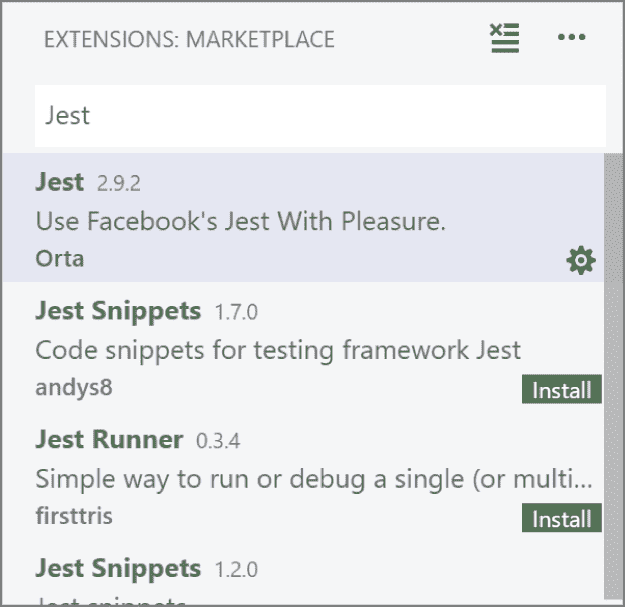 EXTENSIONS: MARKETPLACE
Jest
Jest 2.9.2
Use Facebook's Jest With Pleasure.
Orta
Jest Snippets 1.7.0
Code snippets for testing framework Jest
andys8
Install
Jest Runner 0.3.4
Simple way to run or debug a single (or multi...
firsttris
Install
Jest Snippets 1.2.0
Jest snippets